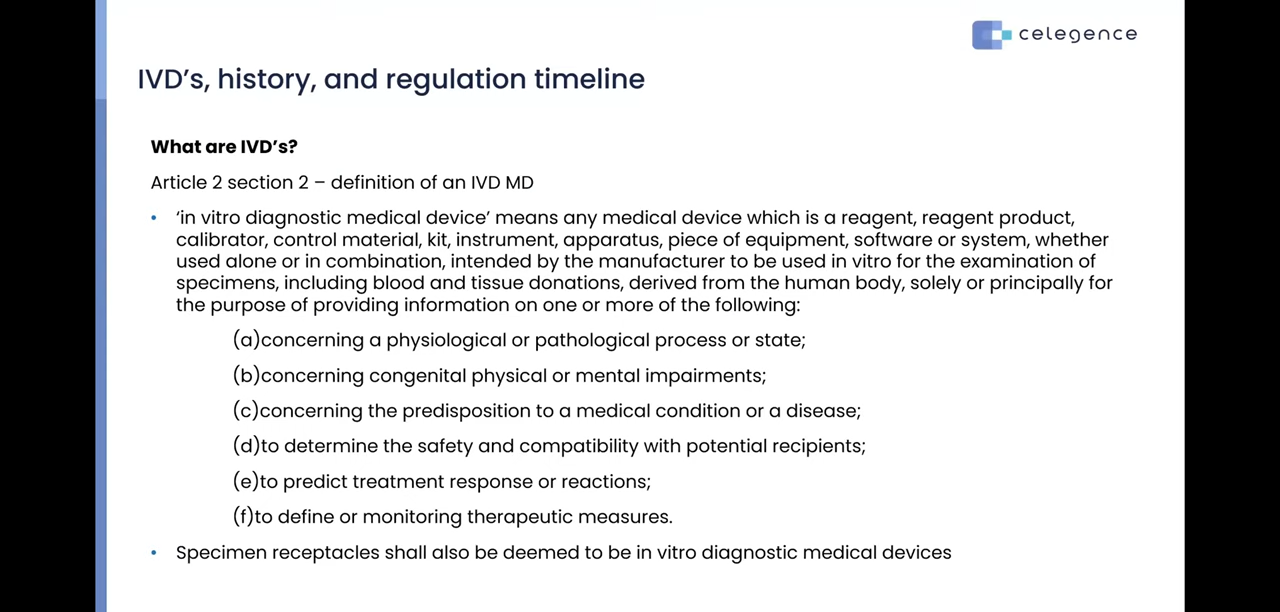 celegence
IVD's, history, and regulation timeline
What are IVD's?
Article 2 section 2 – definition of an IVD MD
• 'in vitro diagnostic medical device' means any medical device which is a reagent, reagent product,
calibrator, control material, kit, instrument, apparatus, piece of equipment, software or system, whether
used alone or in combination, intended by the manufacturer to be used in vitro for the examination of
specimens, including blood and tissue donations, derived from the human body, solely or principally for
the purpose of providing information on one or more of the following:
(a)concerning a physiological or pathological process or state;
(b)concerning congenital physical or mental impairments;
(c)concerning the predisposition to a medical condition or a disease;
(d)to determine the safety and compatibility with potential recipients;
(e)to predict treatment response or reactions;
(f)to define or monitoring therapeutic measures.
• Specimen receptacles shall also be deemed to be in vitro diagnostic medical devices